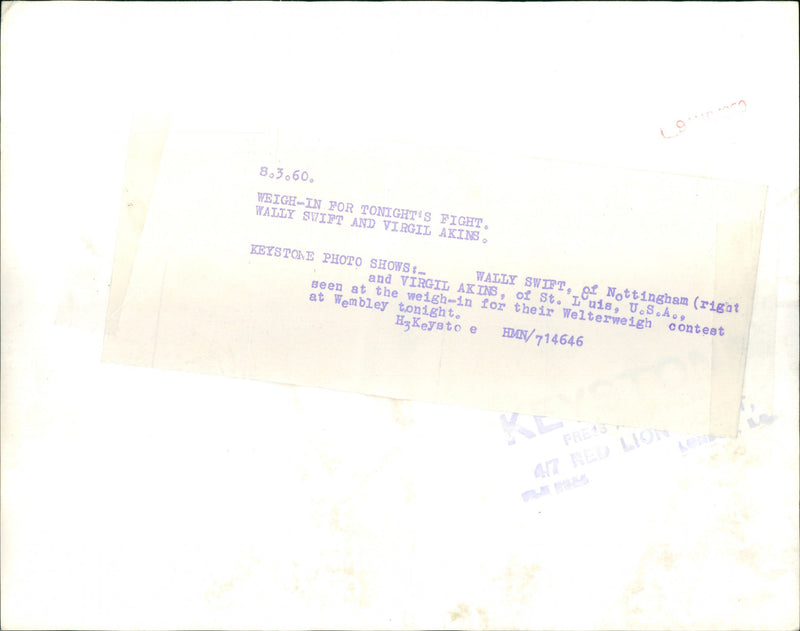 8.3.60.
WEIGH-IN FOR TONIGHT'S FIGHT.
WALLY SWIFT AND VIRGIL AKINS.
KEYSTONE PHOTO SHOWS:- WALLY SWIFT, of Nottingham (right
and VIRGIL AKINS, of St. Louis, U.S.A.,
seen at the weigh-in for their Welterweigh contest
at Wembley tonight.
H3Keysto e HMN/714646
KEYSTON
PRESS
4/7 RED LION